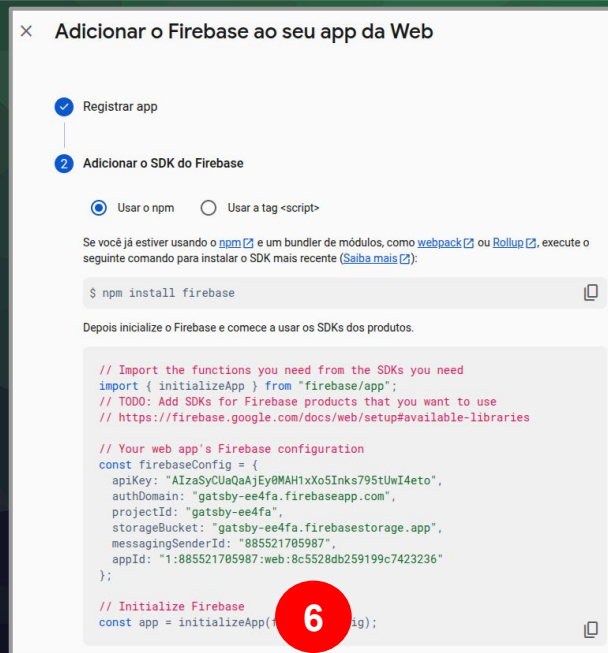 Adicionar o Firebase ao seu app da Web
Registrar app
2 Adicionar o SDK do Firebase
Usar o npm Usar a tag <script>
Se você já estiver usando o npm e um bundler de módulos, como webpack ou Rollup, execute o
seguinte comando para instalar o SDK mais recente (Saiba mais):
$ npm install firebase
Depois inicialize o Firebase e comece a usar os SDKs dos produtos.
// Import the functions you need from the SDKs you need
import { initializeApp } from "firebase/app";
// TODO: Add SDKs for Firebase products that you want to use
// https://firebase.google.com/docs/web/setup#available-libraries
// Your web app's Firebase configuration
const firebaseConfig = {
apiKey: "AIzaSyCUaQaAjEy0MAH1xXo5Inks795tUwI4eto",
authDomain: "gatsby-ee4fa.firebaseapp.com",
projectId: "gatsby-ee4fa",
storageBucket: "gatsby-ee4fa.firebasestorage.app",
messagingSenderId: "885521705987",
appId: "1:885521705987:web:8c5528db259199c7423236"
};
// Initialize Firebase
const app = initializeApp(f ig);
6